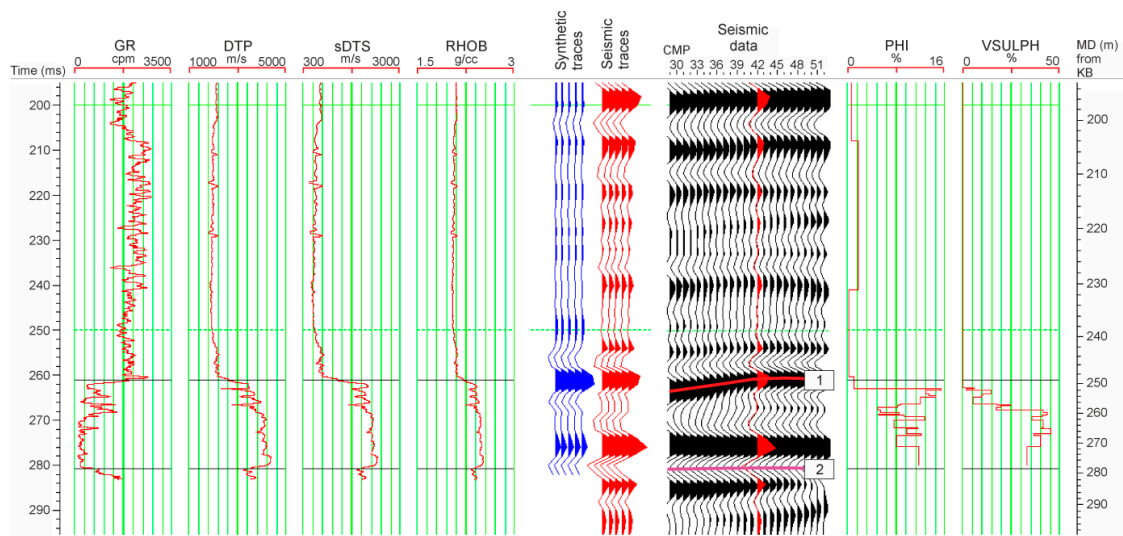 GR
cpm 3500
DTP
1000 m/s 5000
sDTS
300 m/s 3000
RHOB
1.5 g/cc 3
Synthetic traces
Seismic traces
Seismic data
CMP 30 33 36 39 42 45 48 51
PHI
0 % 16
VSULPH
0 % 50
MD (m) from KB
Time (ms)
200
210
220
230
240
250
260
270
280
290
1
2
200
210
220
230
240
250
260
270
280
290